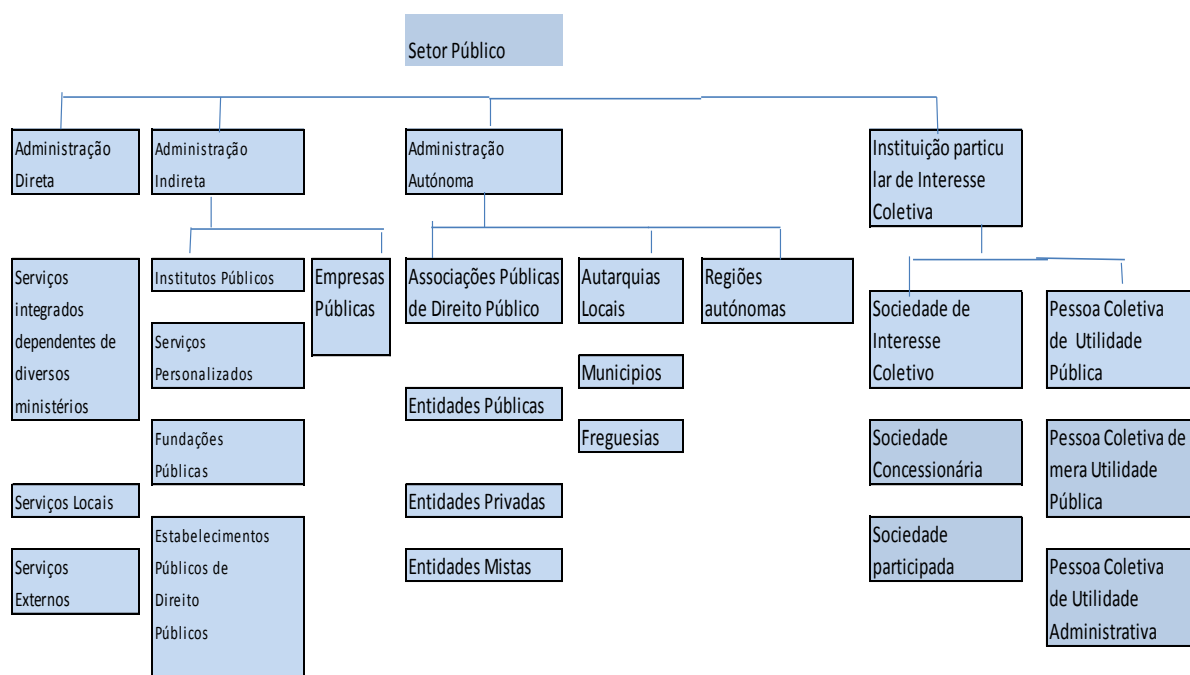 Setor Público
Administração
Direta
Administração
Indireta
Administração
Autónoma
Instituição particu
lar de Interesse
Coletiva
Serviços
integrados
dependentes de
diversos
ministérios
Serviços Locais
Serviços
Externos
Institutos Públicos
Serviços
Personalizados
Fundações
Públicas
Estabelecimentos
Públicos de
Direito
Públicos
Empresas
Públicas
Associações Públicas
de Direito Público
Entidades Públicas
Entidades Privadas
Entidades Mistas
Autarquias
Locais
Municipios
Freguesias
Regiões
autónomas
Sociedade de
Interesse
Coletivo
Sociedade
Concessionária
Sociedade
participada
Pessoa Coletiva
de Utilidade
Pública
Pessoa Coletiva de
mera Utilidade
Pública
Pessoa Coletiva
de Utilidade
Administrativa